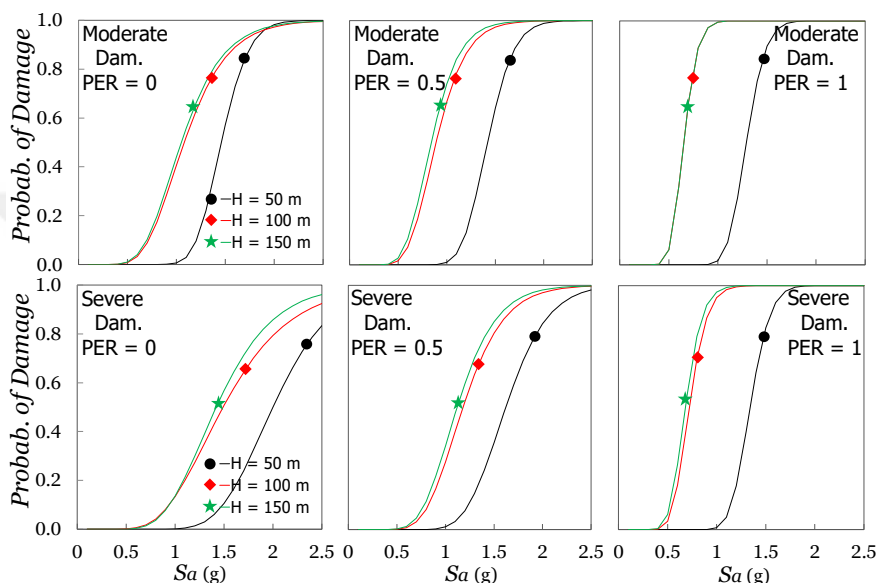 Probab. of Damage
1.0
0.8
0.6
0.4
0.2
0.0
Moderate
Dam.
PER = 0
H = 50 m
H = 100 m
H = 150 m
Moderate
Dam.
PER = 0.5
Moderate
Dam.
PER = 1
Probab. of Damage
1.0
0.8
0.6
0.4
0.2
0.0
Severe
Dam.
PER = 0
H = 50 m
H = 100 m
H = 150 m
Severe
Dam.
PER = 0.5
Severe
Dam.
PER = 1
0 0.5 1 1.5 2 2.5
0 0.5 1 1.5 2 2.5
0 0.5 1 1.5 2 2.5
Sa (g)
Sa (g)
Sa (g)